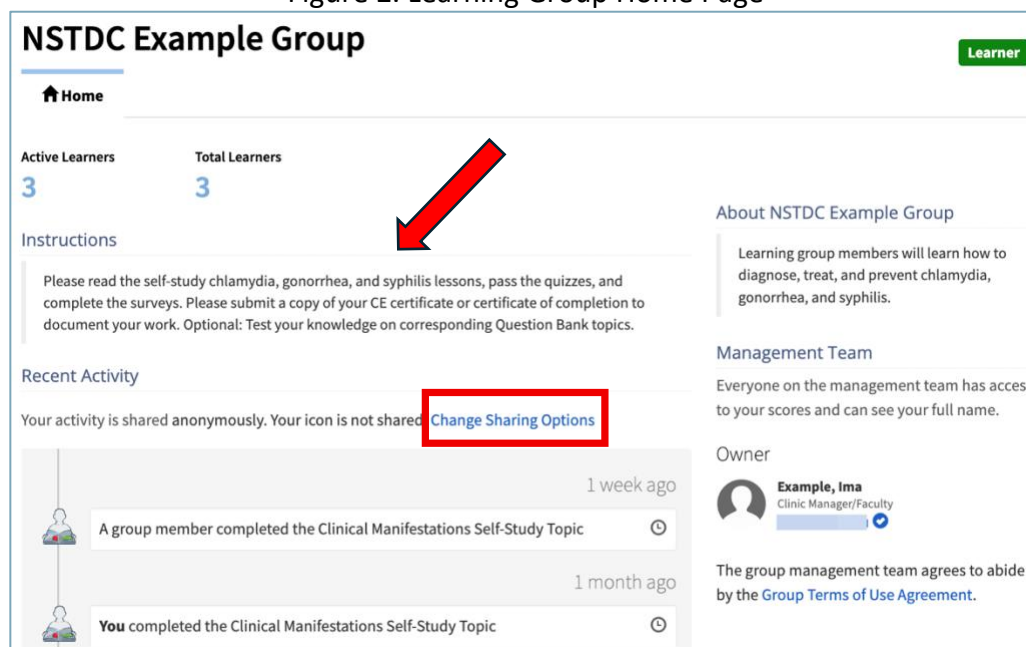 NSTDC Example Group
Learner
Home
Active Learners
Total Learners
3
3
Instructions
Please read the self-study chlamydia, gonorrhea, and syphilis lessons, pass the quizzes, and
complete the surveys. Please submit a copy of your CE certificate or certificate of completion to
document your work. Optional: Test your knowledge on corresponding Question Bank topics.
Recent Activity
Your activity is shared anonymously. Your icon is not shared Change Sharing Options
1 week ago
A group member completed the Clinical Manifestations Self-Study Topic
1 month ago
You completed the Clinical Manifestations Self-Study Topic
About NSTDC Example Group
Learning group members will learn how to
diagnose, treat, and prevent chlamydia,
gonorrhea, and syphilis.
Management Team
Everyone on the management team has acces
to your scores and can see your full name.
Owner
Example, Ima
Clinic Manager/Faculty
The group management team agrees to abide
by the Group Terms of Use Agreement.